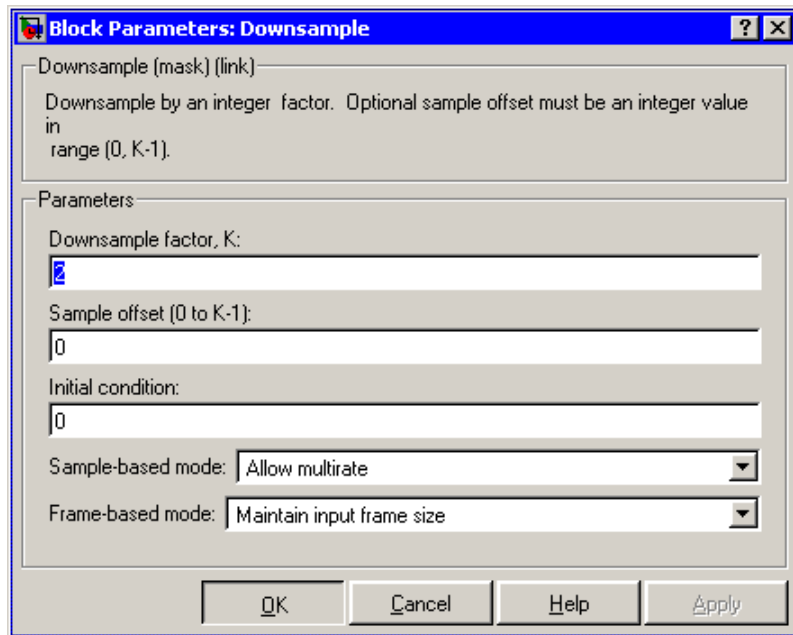 Block Parameters: Downsample
Downsample (mask) (link)
Downsample by an integer factor. Optional sample offset must be an integer value
in
range (0, K-1).
Parameters
Downsample factor, K:
2
Sample offset (0 to K-1):
0
Initial condition:
0
Sample-based mode: Allow multirate
Frame-based mode: Maintain input frame size
OK Cancel Help Apply